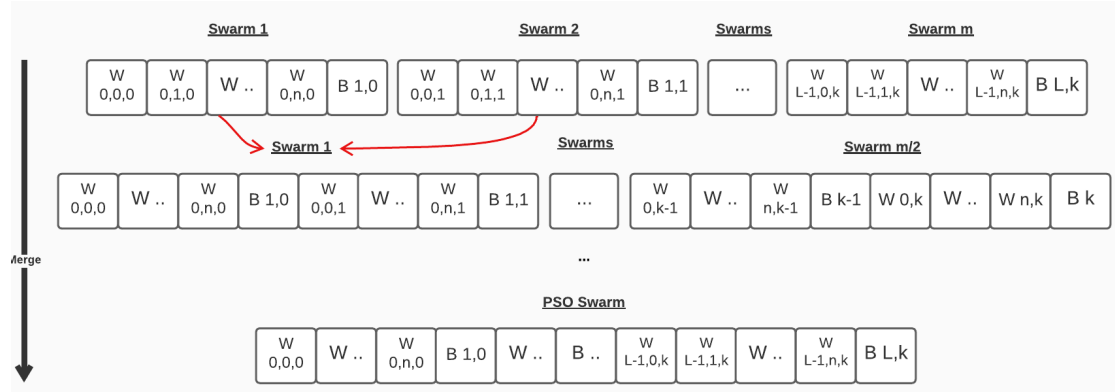 Swarm 1 Swarm 2 Swarms Swarm m
W 0,0,0 W 0,1,0 W .. W 0,n,0 B 1,0 W 0,0,1 W 0,1,1 W .. W 0,n,1 B 1,1 ... W L-1,0,k W L-1,1,k W .. W L-1,n,k B L,k
Swarm 1 Swarms Swarm m/2
W 0,0,0 W .. W 0,n,0 B 1,0 W 0,0,1 W .. W 0,n,1 B 1,1 ... W 0,k-1 W .. W n,k-1 B k-1 W 0,k W .. W n,k B k
Merge
...
PSO Swarm
W 0,0,0 W .. W 0,n,0 B 1,0 W .. B .. W L-1,0,k W L-1,1,k W .. W L-1,n,k B L,k